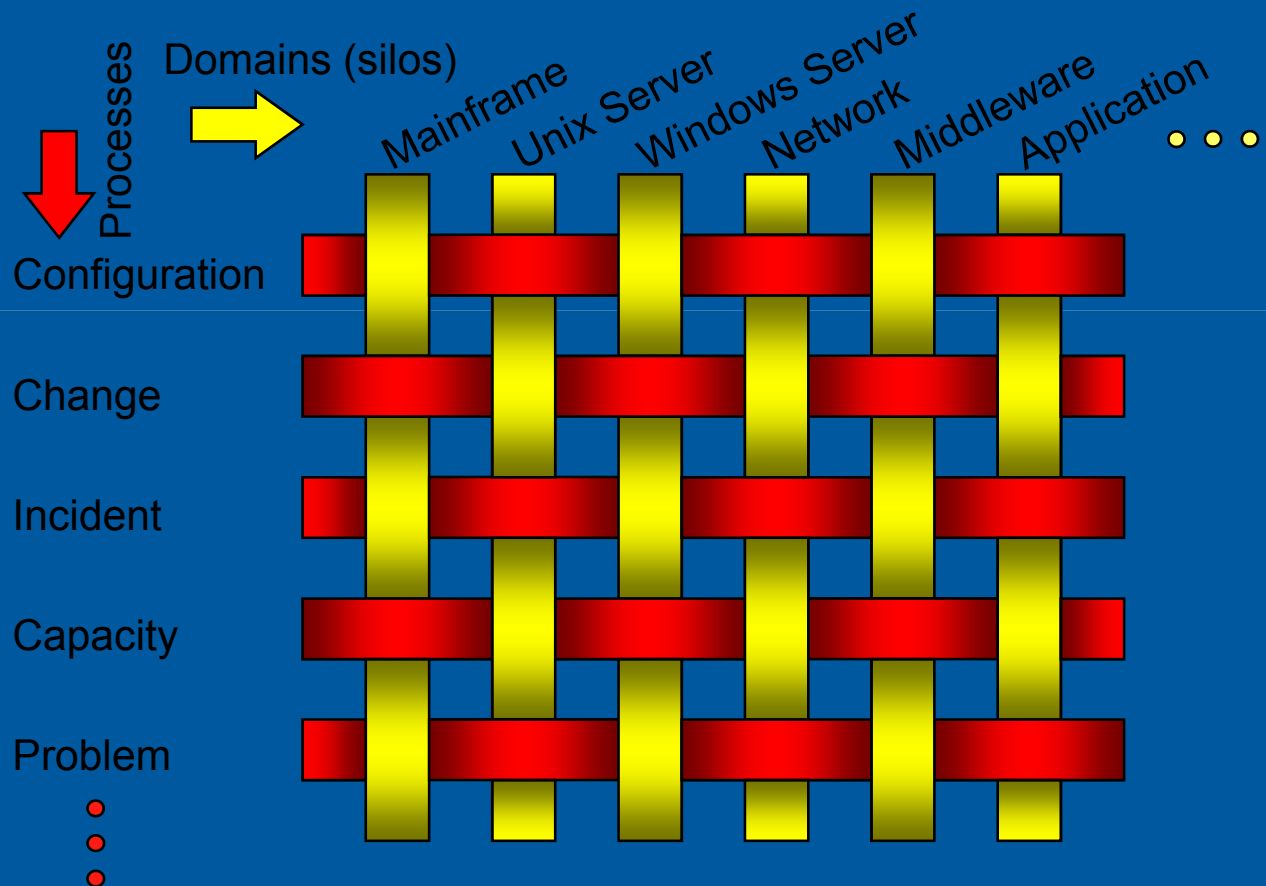 Processes
Domains (silos)
Mainframe
Unix Server
Windows Server
Network
Middleware
Application
Configuration
Change
Incident
Capacity
Problem